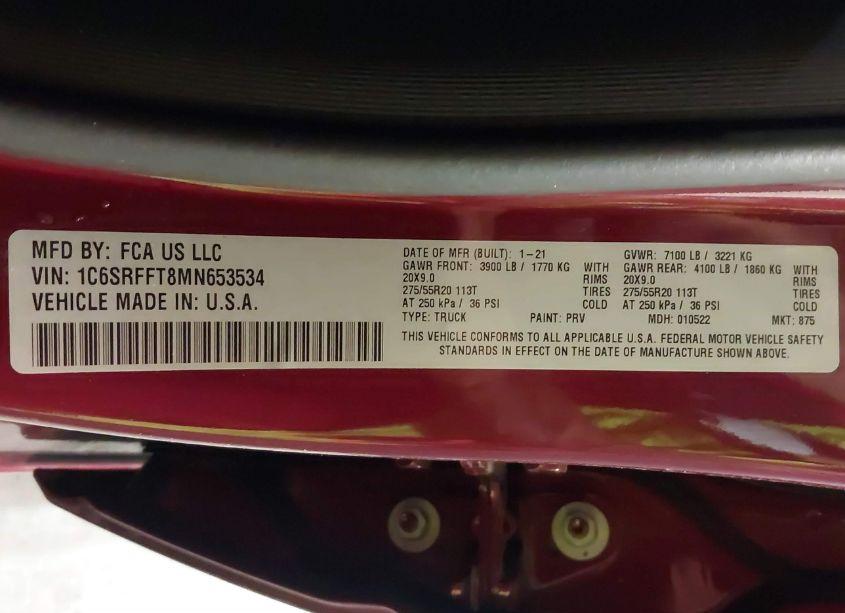 MFD BY: FCA US LLC
VIN: 1C6SRFFT8MN653534
VEHICLE MADE IN: U.S.A.
DATE OF MFR (BUILT): 1-21 GVWR: 7100 LB / 3221 KG
GAWR FRONT: 3900 LB / 1770 KG WITH GAWR REAR: 4100 LB / 1860 KG WITH
20X9.0 RIMS 20X9.0 RIMS
275/55R20 113T TIRES 275/55R20 113T TIRES
AT 250 kPa / 36 PSI COLD AT 250 kPa / 36 PSI COLD
TYPE: TRUCK PAINT: PRV MDH: 010522 MKT: 875
THIS VEHICLE CONFORMS TO ALL APPLICABLE U.S.A. FEDERAL MOTOR VEHICLE SAFETY
STANDARDS IN EFFECT ON THE DATE OF MANUFACTURE SHOWN ABOVE.